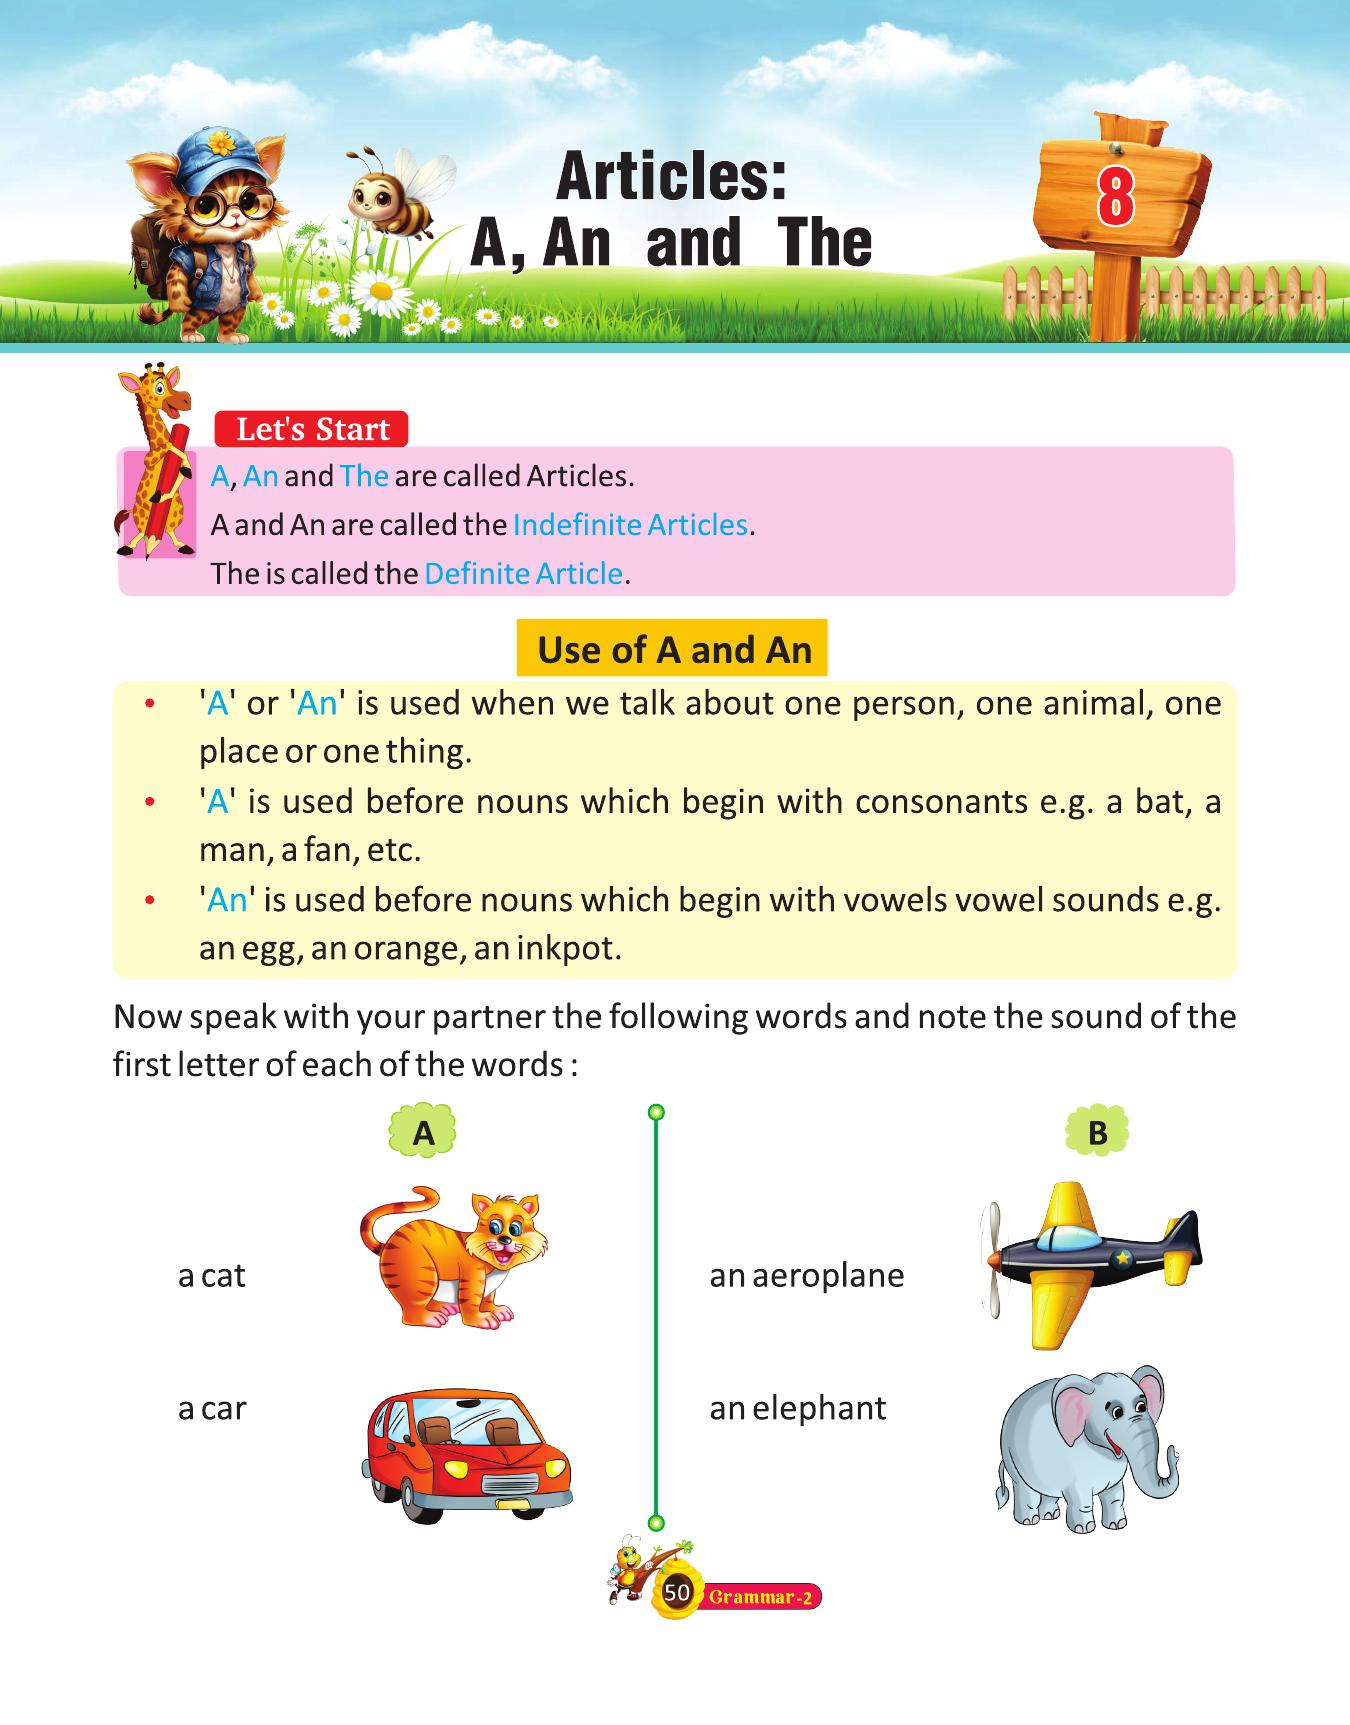 Articles:
A, An and The
8
Let's Start
A, An and The are called Articles.
A and An are called the Indefinite Articles.
The is called the Definite Article.
Use of A and An
• 'A' or 'An' is used when we talk about one person, one animal, one
place or one thing.
• 'A' is used before nouns which begin with consonants e.g. a bat, a
man, a fan, etc.
• 'An' is used before nouns which begin with vowels vowel sounds e.g.
an egg, an orange, an inkpot.
Now speak with your partner the following words and note the sound of the
first letter of each of the words :
A
B
a cat
an aeroplane
a car
an elephant
50
Grammar-2